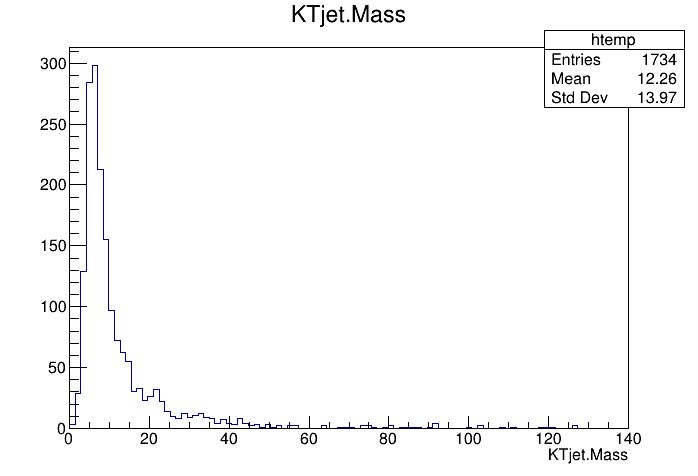 KTjet.Mass
htemp
Entries 1734
Mean 12.26
Std Dev 13.97
300
250
200
150
100
50
0
0 20 40 60 80 100 120 140
KTjet.Mass